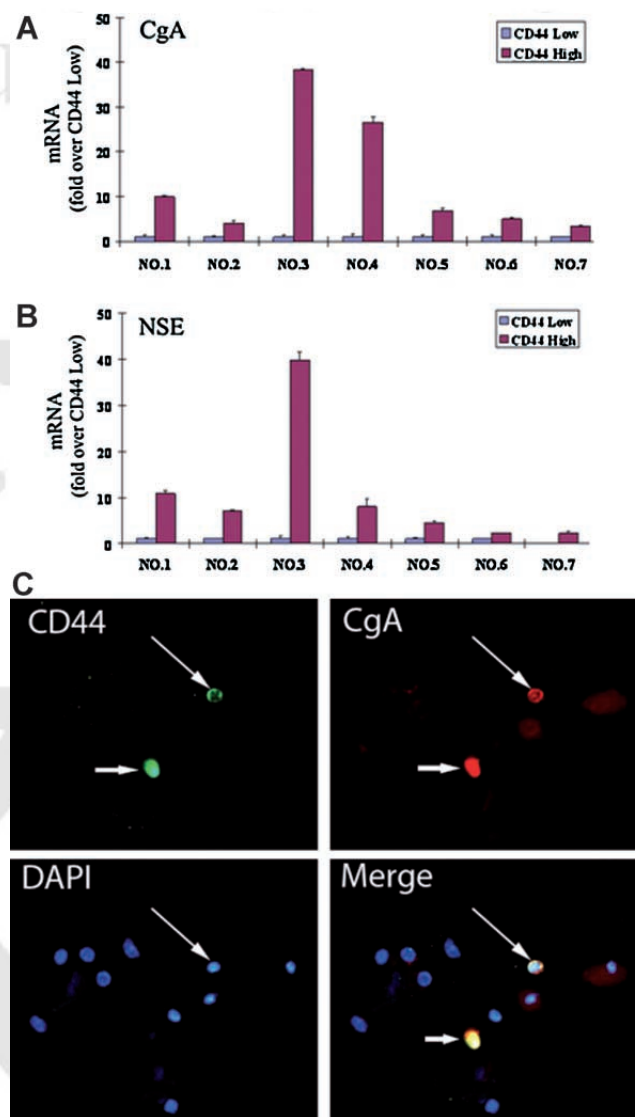 A
CgA
CD44 Low
CD44 High
mRNA
(fold over CD44 Low)
50
40
30
20
10
0
NO.1 NO.2 NO.3 NO.4 NO.5 NO.6 NO.7
B
NSE
CD44 Low
CD44 High
mRNA
(fold over CD44 Low)
50
40
30
20
10
0
NO.1 NO.2 NO.3 NO.4 NO.5 NO.6 NO.7
C
CD44
CgA
DAPI
Merge